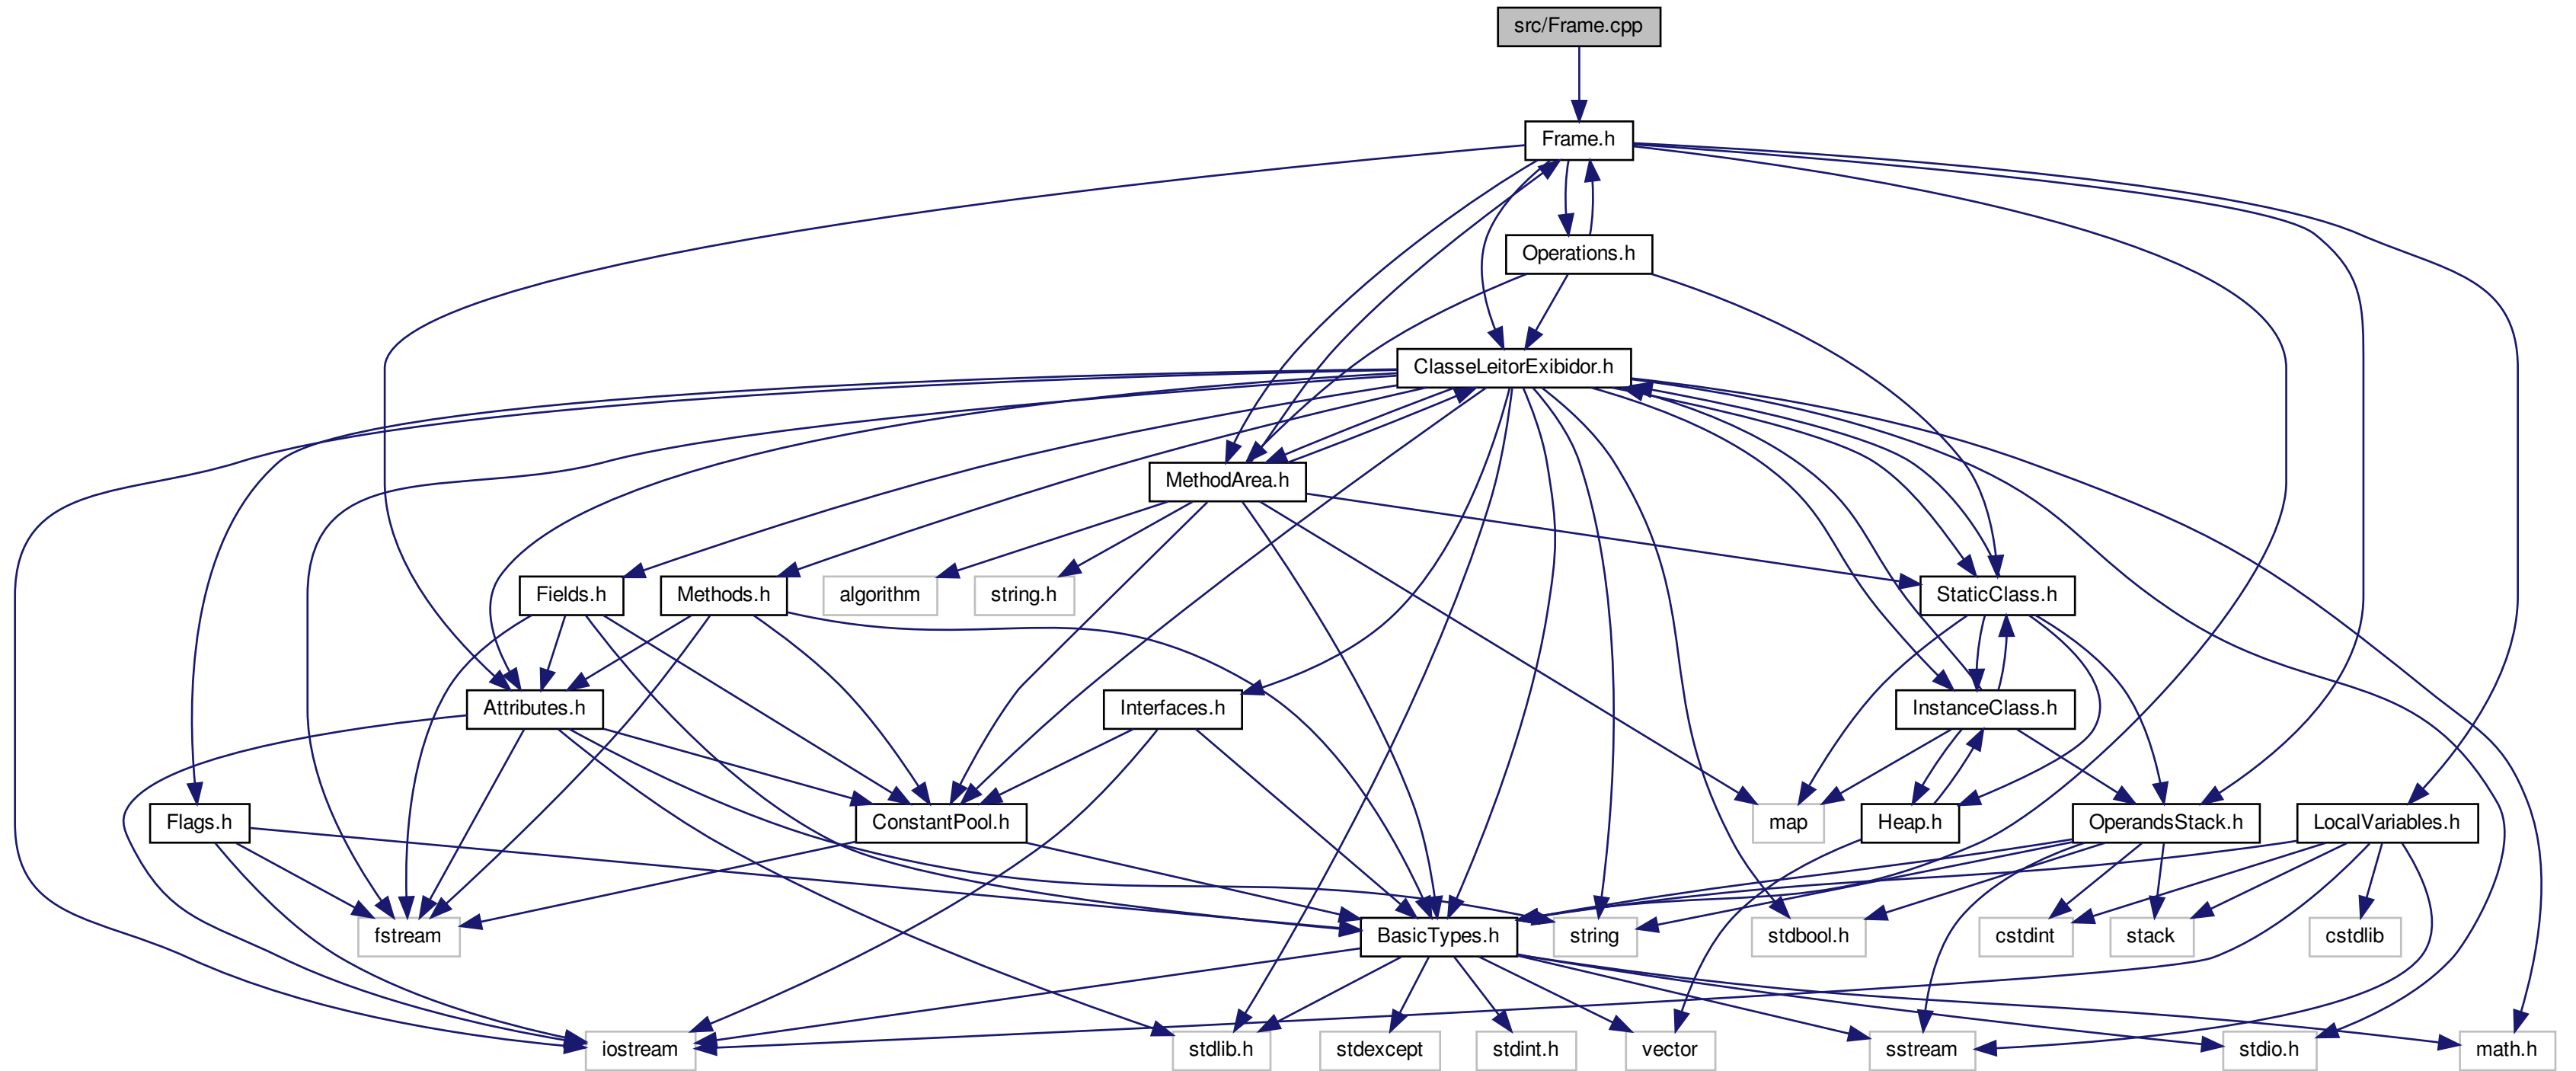 src/Frame.cpp
Frame.h
Operations.h
ClasseLeitorExibidor.h
MethodArea.h
Fields.h
Methods.h
algorithm
string.h
StaticClass.h
Attributes.h
Interfaces.h
InstanceClass.h
Flags.h
ConstantPool.h
map
Heap.h
OperandsStack.h
LocalVariables.h
fstream
BasicTypes.h
string
stdbool.h
cstdint
stack
cstdlib
iostream
stdlib.h
stdexcept
stdint.h
vector
sstream
stdio.h
math.h